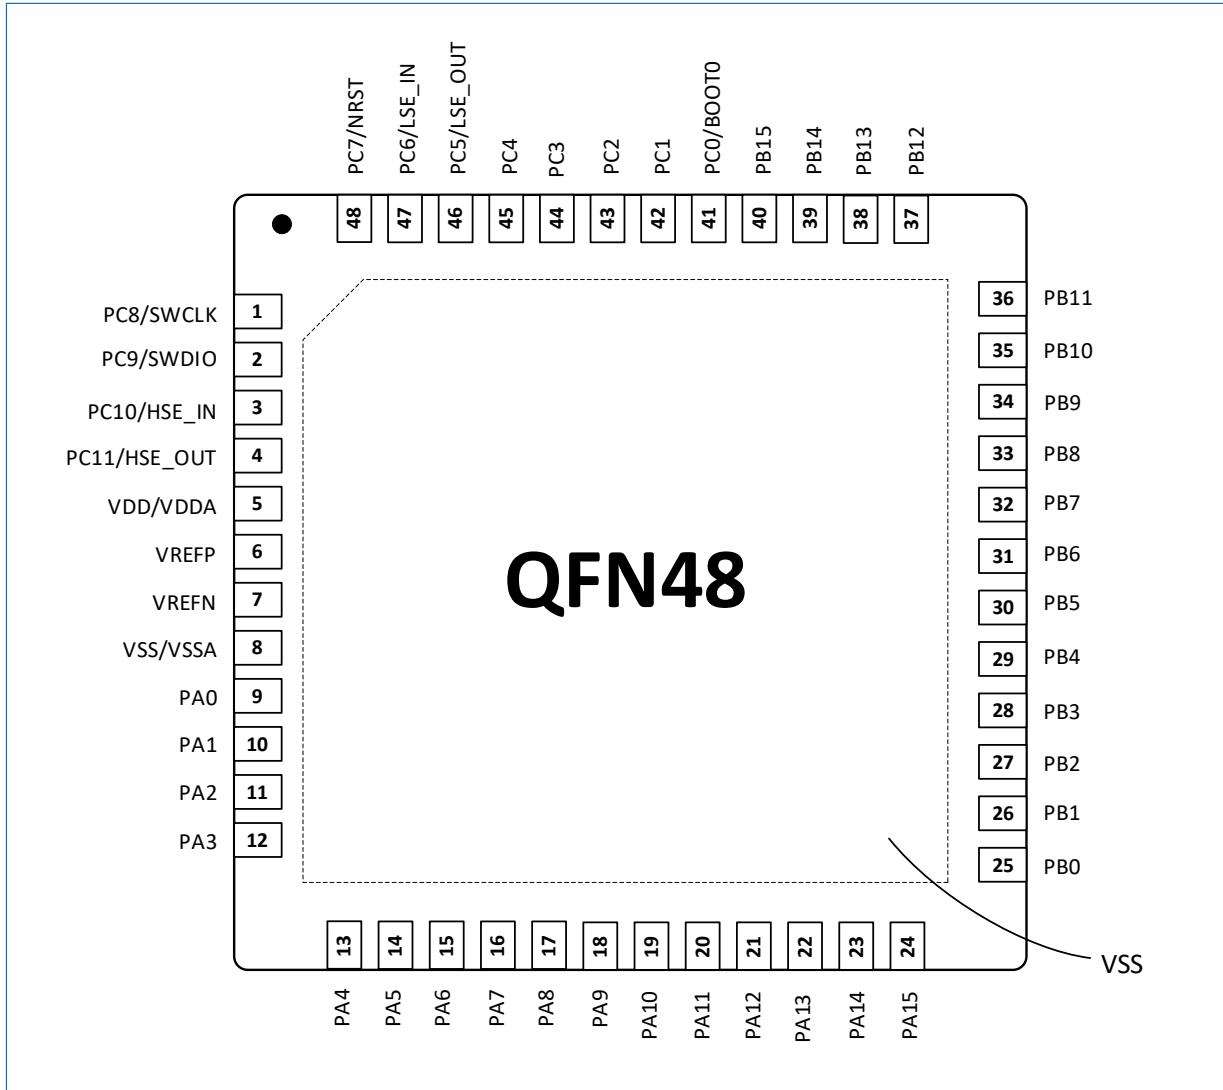 PC7/NRST
PC6/LSE_IN
PC5/LSE_OUT
PC4
PC3
PC2
PC1
PC0/BOOT0
PB15
PB14
PB13
PB12
48
47
46
45
44
43
42
41
40
39
38
37
PC8/SWCLK 1
PC9/SWDIO 2
PC10/HSE_IN 3
PC11/HSE_OUT 4
VDD/VDDA 5
VREFP 6
VREFN 7
VSS/VSSA 8
PA0 9
PA1 10
PA2 11
PA3 12
QFN48
36 PB11
35 PB10
34 PB9
33 PB8
32 PB7
31 PB6
30 PB5
29 PB4
28 PB3
27 PB2
26 PB1
25 PB0
13
14
15
16
17
18
19
20
21
22
23
24
VSS
PA4
PA5
PA6
PA7
PA8
PA9
PA10
PA11
PA12
PA13
PA14
PA15